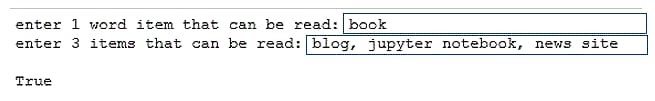 enter 1 word item that can be read: book
enter 3 items that can be read: blog, jupyter notebook, news site
True